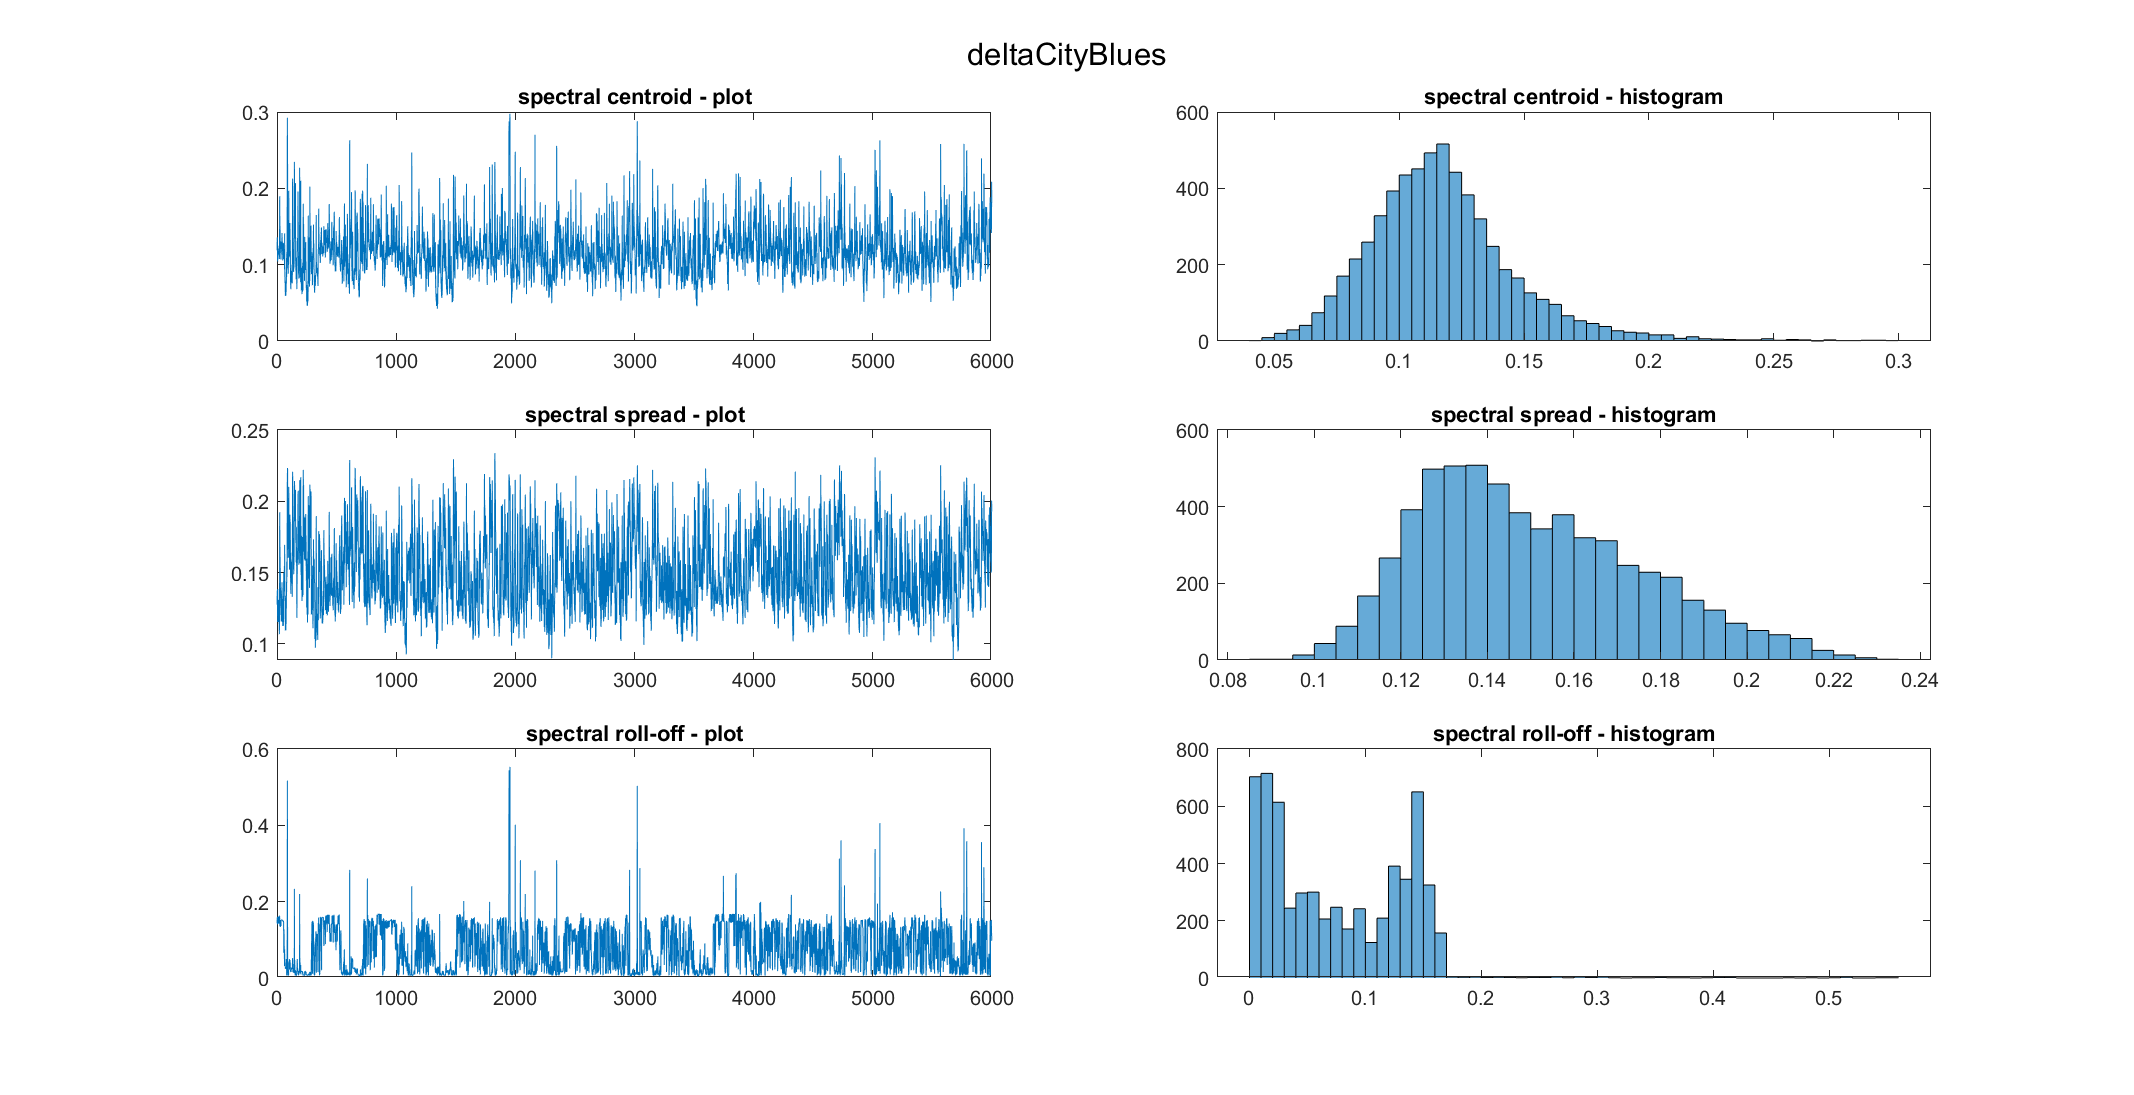 deltaCityBlues
spectral centroid - plot
0.3
0.2
0.1
0
0 1000 2000 3000 4000 5000 6000
spectral centroid - histogram
600
400
200
0
0.05 0.1 0.15 0.2 0.25 0.3
spectral spread - plot
0.25
0.2
0.15
0.1
0 1000 2000 3000 4000 5000 6000
spectral spread - histogram
600
400
200
0
0.08 0.1 0.12 0.14 0.16 0.18 0.2 0.22 0.24
spectral roll-off - plot
0.6
0.4
0.2
0
0 1000 2000 3000 4000 5000 6000
spectral roll-off - histogram
800
600
400
200
0
0 0.1 0.2 0.3 0.4 0.5